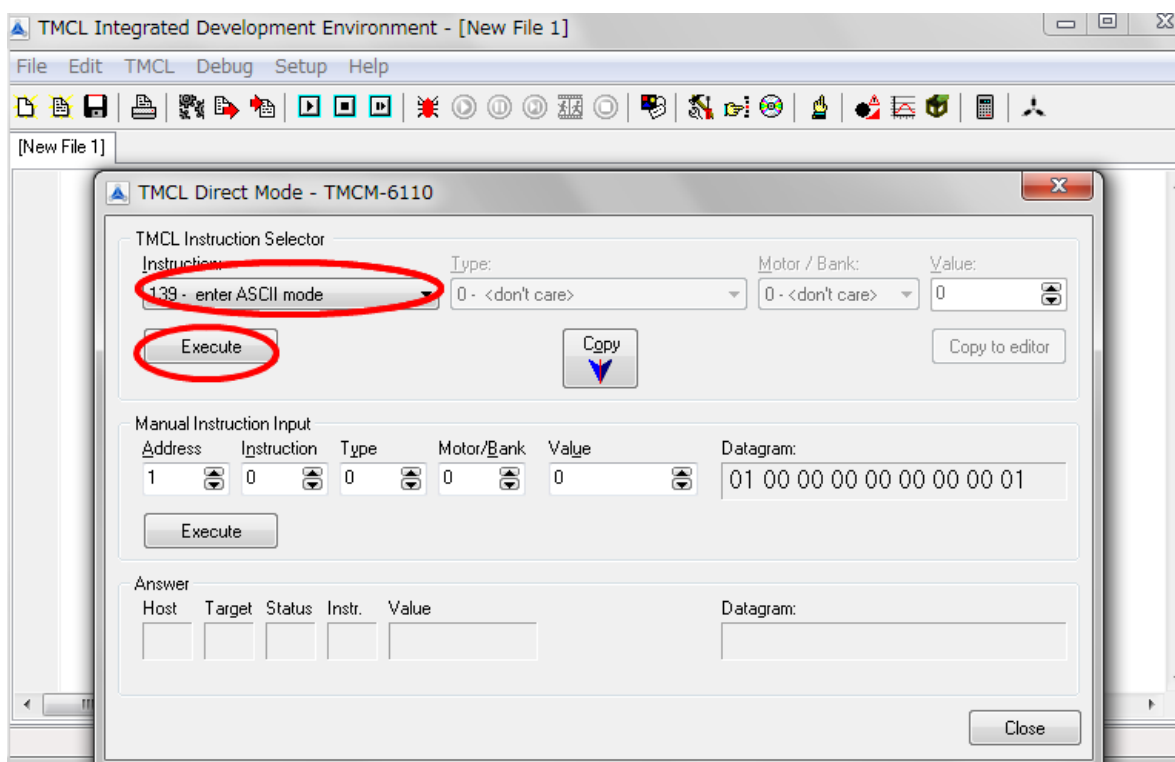 TMCL Integrated Development Environment - [New File 1]
File Edit TMCL Debug Setup Help
[New File 1]
TMCL Direct Mode - TMCM-6110
TMCL Instruction Selector
Instruction: Type: Motor / Bank: Value:
139 - enter ASCII mode 0 - <don't care> 0 - <don't care> 0
Execute Copy Copy to editor
Manual Instruction Input
Address Instruction Type Motor/Bank Value Datagram:
1 0 0 0 0 01 00 00 00 00 00 00 00 01
Execute
Answer
Host Target Status Instr. Value Datagram:
Close